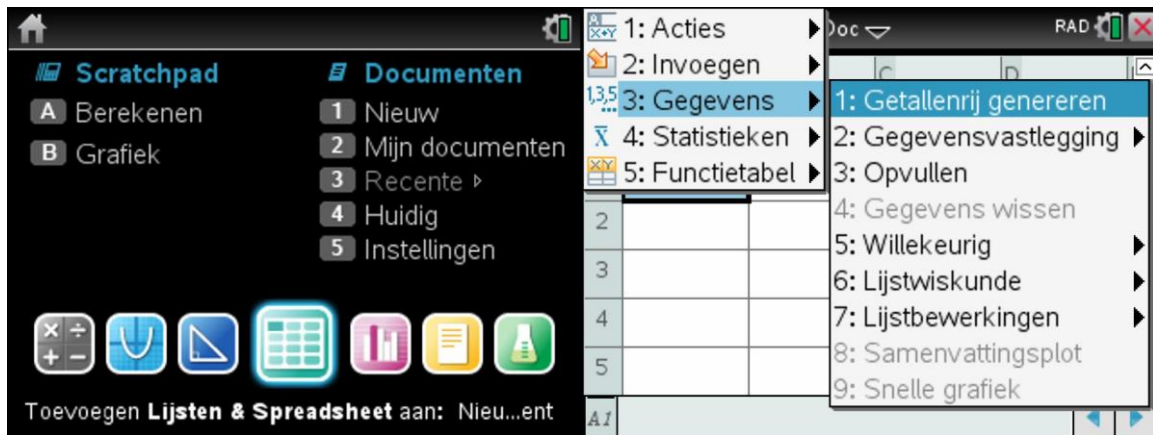 Scratchpad
A Berekenen
B Grafiek
Documenten
1 Nieuw
2 Mijn documenten
3 Recente ▹
4 Huidig
5 Instellingen
Toevoegen Lijsten & Spreadsheet aan: Nieu...ent
1: Acties
2: Invoegen
3: Gegevens
4: Statistieken
5: Functietabel
RAD
C D
1: Getallenrij genereren
2: Gegevensvastlegging
3: Opvullen
4: Gegevens wissen
5: Willekeurig
6: Lijstwiskunde
7: Lijstbewerkingen
8: Samenvattingsplot
9: Snelle grafiek
2
3
4
5
A1